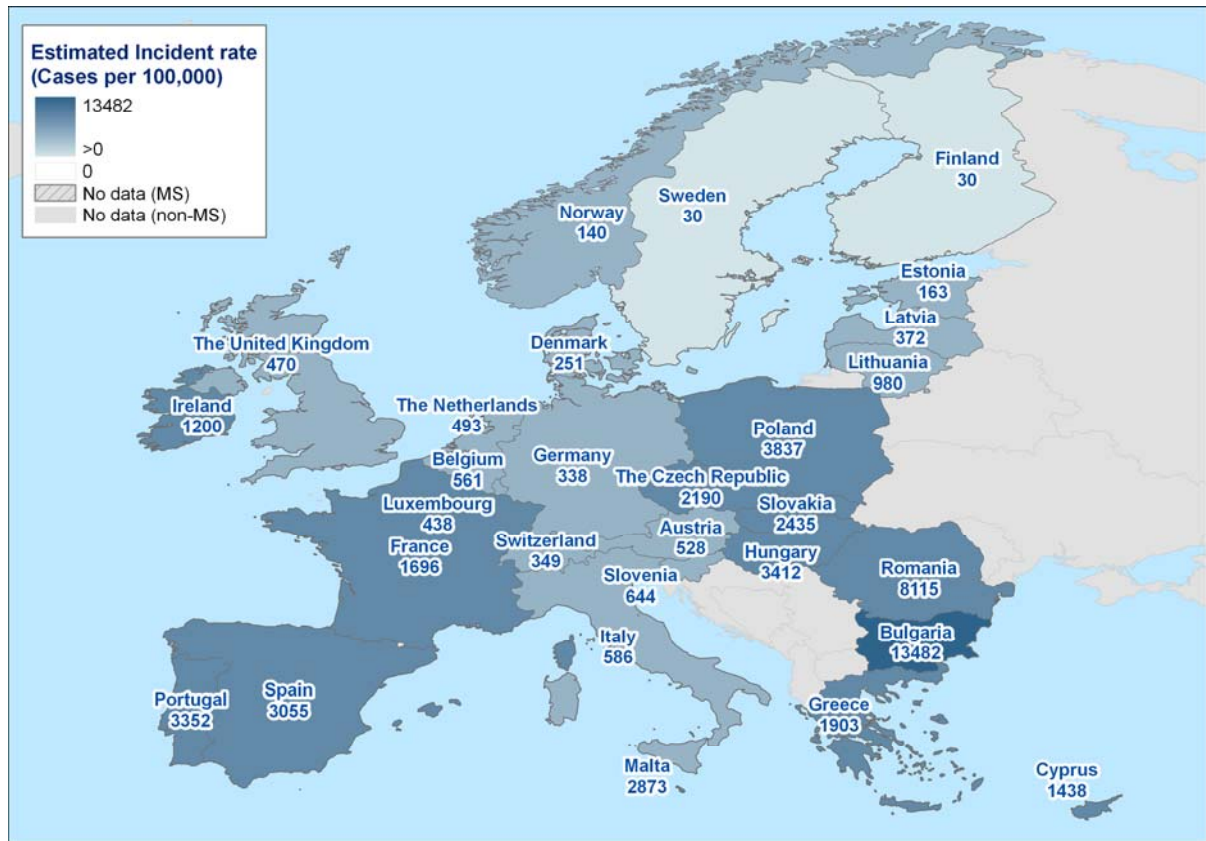 Estimated Incident rate
(Cases per 100,000)
13482
>0
0
No data (MS)
No data (non-MS)
Finland
30
Sweden
30
Norway
140
Estonia
163
Latvia
372
Lithuania
980
Denmark
251
The United Kingdom
470
Ireland
1200
The Netherlands
493
Belgium
561
Germany
338
Poland
3837
The Czech Republic
2190
Slovakia
2435
Luxembourg
438
France
1696
Switzerland
349
Austria
528
Hungary
3412
Slovenia
644
Romania
8115
Bulgaria
13482
Italy
586
Portugal
3352
Spain
3055
Greece
1903
Malta
2873
Cyprus
1438